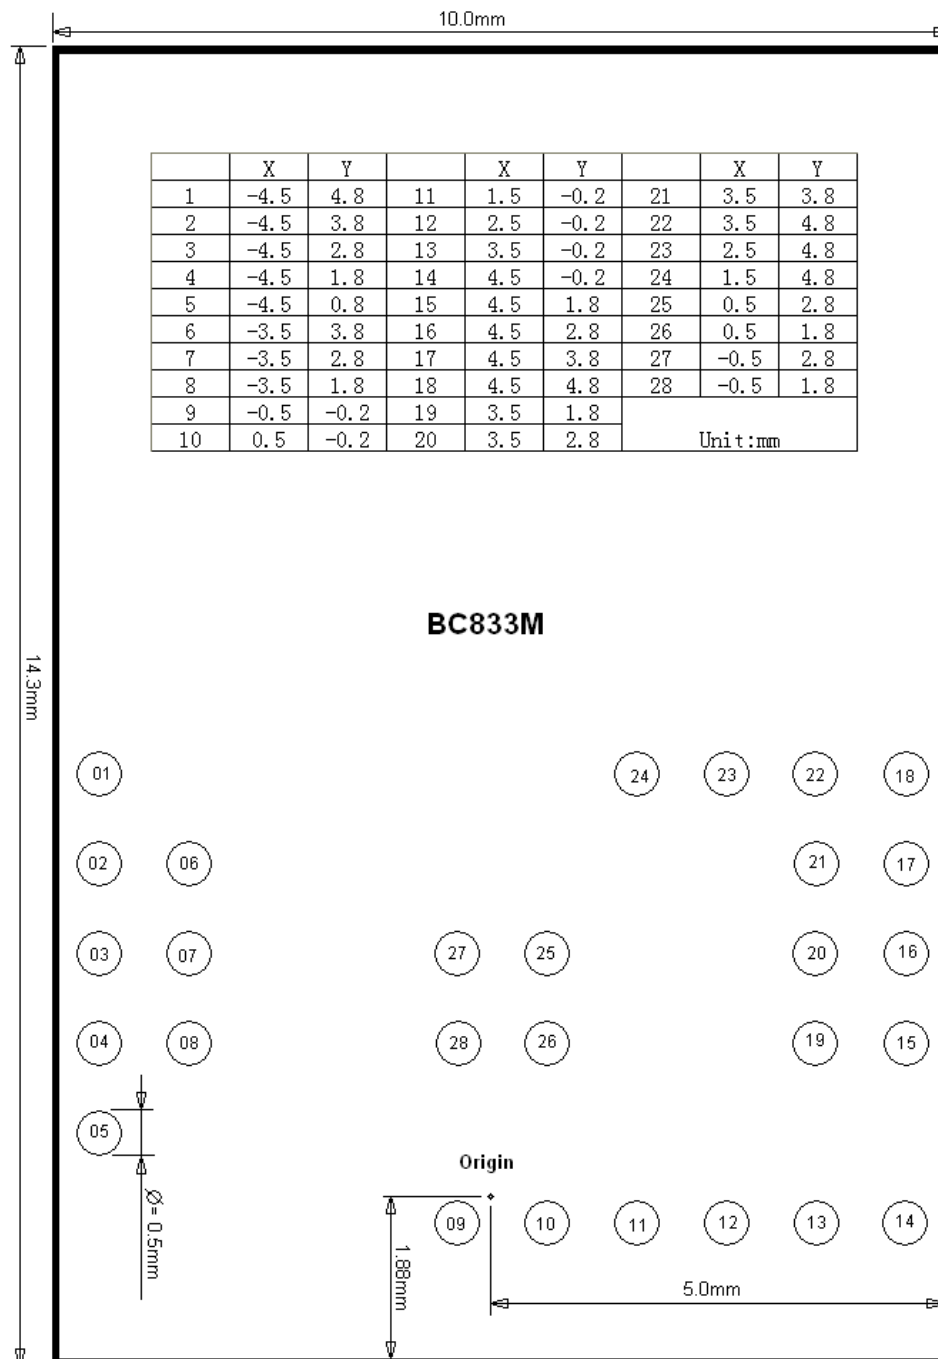 10.0mm
X Y X Y X Y
1 -4.5 4.8 11 1.5 -0.2 21 3.5 3.8
2 -4.5 3.8 12 2.5 -0.2 22 3.5 4.8
3 -4.5 2.8 13 3.5 -0.2 23 2.5 4.8
4 -4.5 1.8 14 4.5 -0.2 24 1.5 4.8
5 -4.5 0.8 15 4.5 1.8 25 0.5 2.8
6 -3.5 3.8 16 4.5 2.8 26 0.5 1.8
7 -3.5 2.8 17 4.5 3.8 27 -0.5 2.8
8 -3.5 1.8 18 4.5 4.8 28 -0.5 1.8
9 -0.5 -0.2 19 3.5 1.8
10 0.5 -0.2 20 3.5 2.8 Unit:mm
BC833M
14.3mm
01 24 23 22 18
02 06 21 17
03 07 27 25 20 16
04 08 28 26 19 15
05
Origin
Ø= 0.5mm
09 10 11 12 13 14
1.88mm
5.0mm